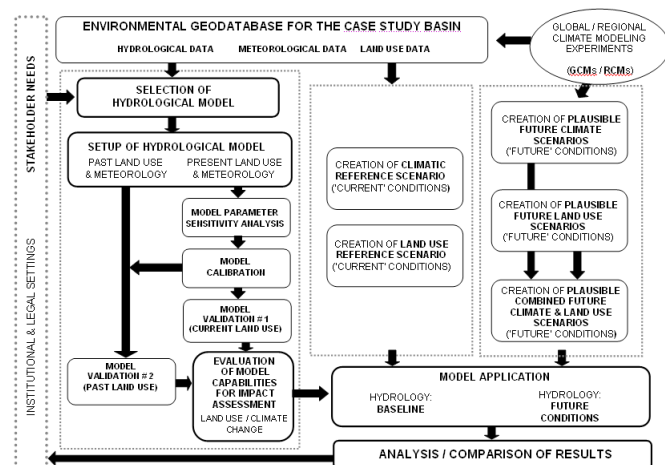 ENVIRONMENTAL GEODATABASE FOR THE CASE STUDY BASIN
HYDROLOGICAL DATA METEOROLOGICAL DATA LAND USE DATA
GLOBAL / REGIONAL
CLIMATE MODELING
EXPERIMENTS
(GCMs / RCMs)
STAKEHOLDER NEEDS
INSTITUTIONAL & LEGAL SETTINGS
SELECTION OF
HYDROLOGICAL MODEL
SETUP OF HYDROLOGICAL MODEL
PAST LAND USE PRESENT LAND USE
& METEOROLOGY & METEOROLOGY
MODEL PARAMETER
SENSITIVITY ANALYSIS
MODEL
CALIBRATION
MODEL
VALIDATION #1
(CURRENT LAND USE)
MODEL
VALIDATION #2
(PAST LAND USE)
EVALUATION
OF MODEL
CAPABILITIES
FOR IMPACT
ASSESSMENT
LAND USE / CLIMATE
CHANGE
CREATION OF CLIMATIC
REFERENCE SCENARIO
('CURRENT' CONDITIONS)
CREATION OF LAND USE
REFERENCE SCENARIO
('CURRENT' CONDITIONS)
CREATION OF PLAUSIBLE
FUTURE CLIMATE
SCENARIOS
('FUTURE' CONDITIONS)
CREATION OF PLAUSIBLE
FUTURE LAND USE
SCENARIOS
('FUTURE' CONDITIONS)
CREATION OF PLAUSIBLE
COMBINED FUTURE
CLIMATE & LAND USE
SCENARIOS
('FUTURE' CONDITIONS)
MODEL APPLICATION
HYDROLOGY:
BASELINE
HYDROLOGY:
FUTURE
CONDITIONS
ANALYSIS / COMPARISON OF RESULTS